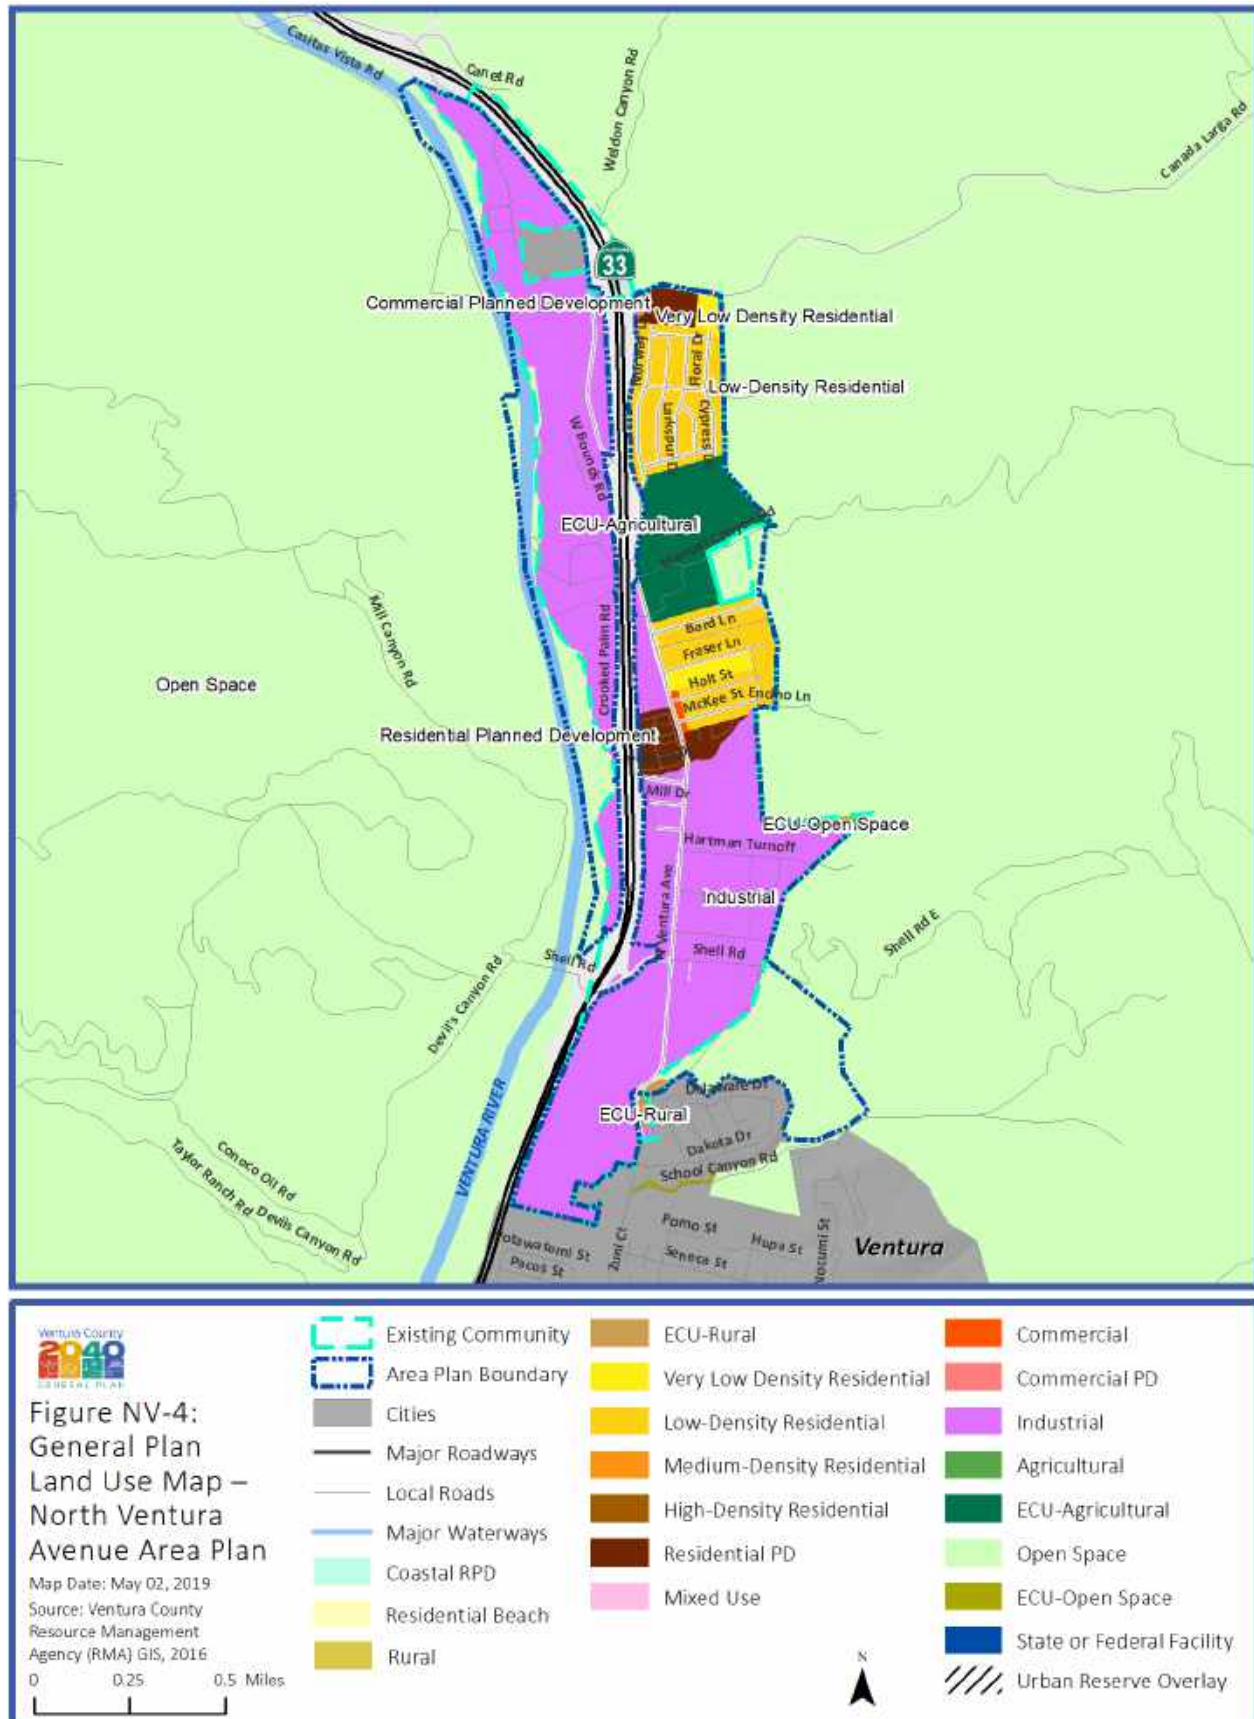 Casitas Vista Rd
Canet Rd
Weldon Canyon Rd
Canada Larga Rd
33
Commercial Planned Development
Very Low Density Residential
Floral Dr
Low-Density Residential
Larkspur D
Cypress D
W Bounds Rd
ECU-Agricultural
Mill Canyon Rd
Crooked Palm Rd
Bard Ln
Fraser Ln
Holt St
McKee St
Encino Ln
Open Space
Residential Planned Development
Mill Dr
ECU-Open Space
Hartman Turnoff
Industrial
N Ventura Ave
Shell Rd E
Shell Rd
Shell Rd
Devil's Canyon Rd
Delaware Dr
ECU-Rural
Dakota Dr
School Canyon Rd
VENTURA RIVER
Conoco Oil Rd
Taylor Ranch Rd
Devils Canyon Rd
Pomo St
Hupa St
Nocumi St
Ventura
Zuni Ct
Seneca St
Pacos St
Ventura County
2040
GENERAL PLAN
Figure NV-4:
General Plan
Land Use Map –
North Ventura
Avenue Area Plan
Map Date: May 02, 2019
Source: Ventura County
Resource Management
Agency (RMA) GIS, 2016
0 0.25 0.5 Miles
Existing Community
Area Plan Boundary
Cities
Major Roadways
Local Roads
Major Waterways
Coastal RPD
Residential Beach
Rural
ECU-Rural
Very Low Density Residential
Low-Density Residential
Medium-Density Residential
High-Density Residential
Residential PD
Mixed Use
Commercial
Commercial PD
Industrial
Agricultural
ECU-Agricultural
Open Space
ECU-Open Space
State or Federal Facility
Urban Reserve Overlay
N